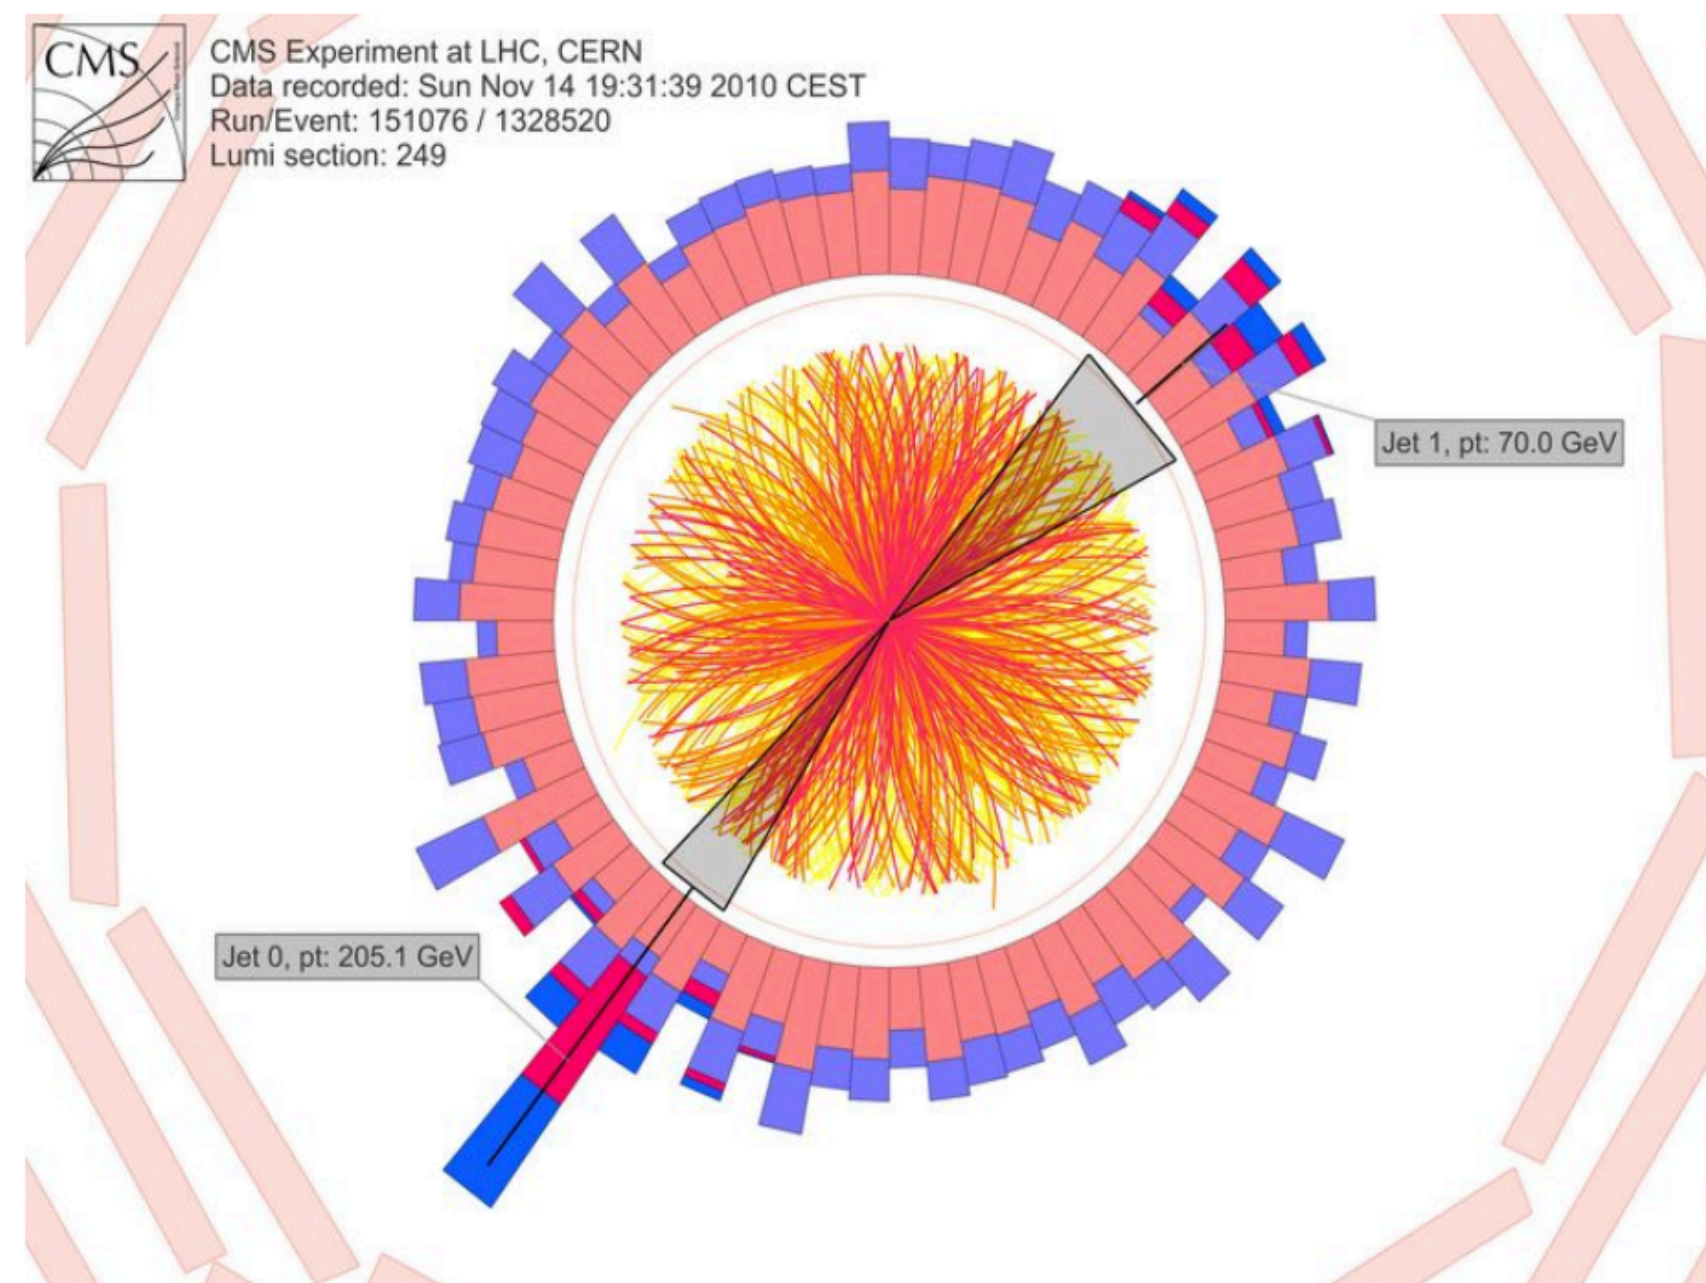 CMS
CMS Experiment at LHC, CERN
Data recorded: Sun Nov 14 19:31:39 2010 CEST
Run/Event: 151076 / 1328520
Lumi section: 249
Jet 1, pt: 70.0 GeV
Jet 0, pt: 205.1 GeV